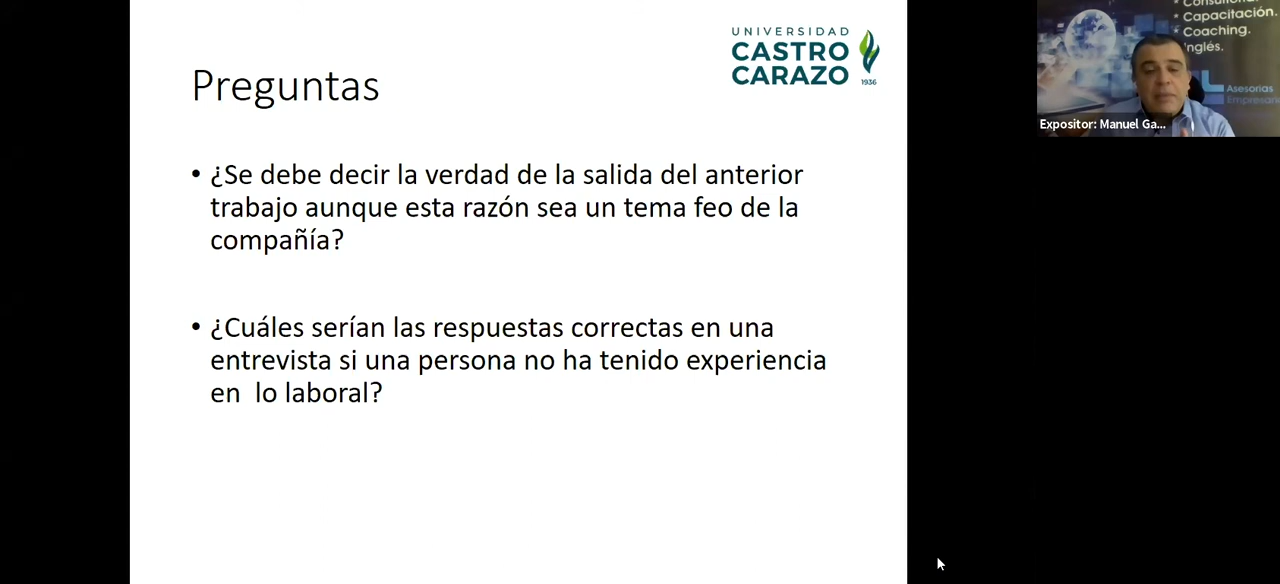 UNIVERSIDAD
CASTRO
CARAZO
1936
Preguntas
• ¿Se debe decir la verdad de la salida del anterior
trabajo aunque esta razón sea un tema feo de la
compañía?
• ¿Cuáles serían las respuestas correctas en una
entrevista si una persona no ha tenido experiencia
en lo laboral?
* Capacitación.
* Coaching.
Inglés.
Asesorias
Expositor: Manuel Ga...